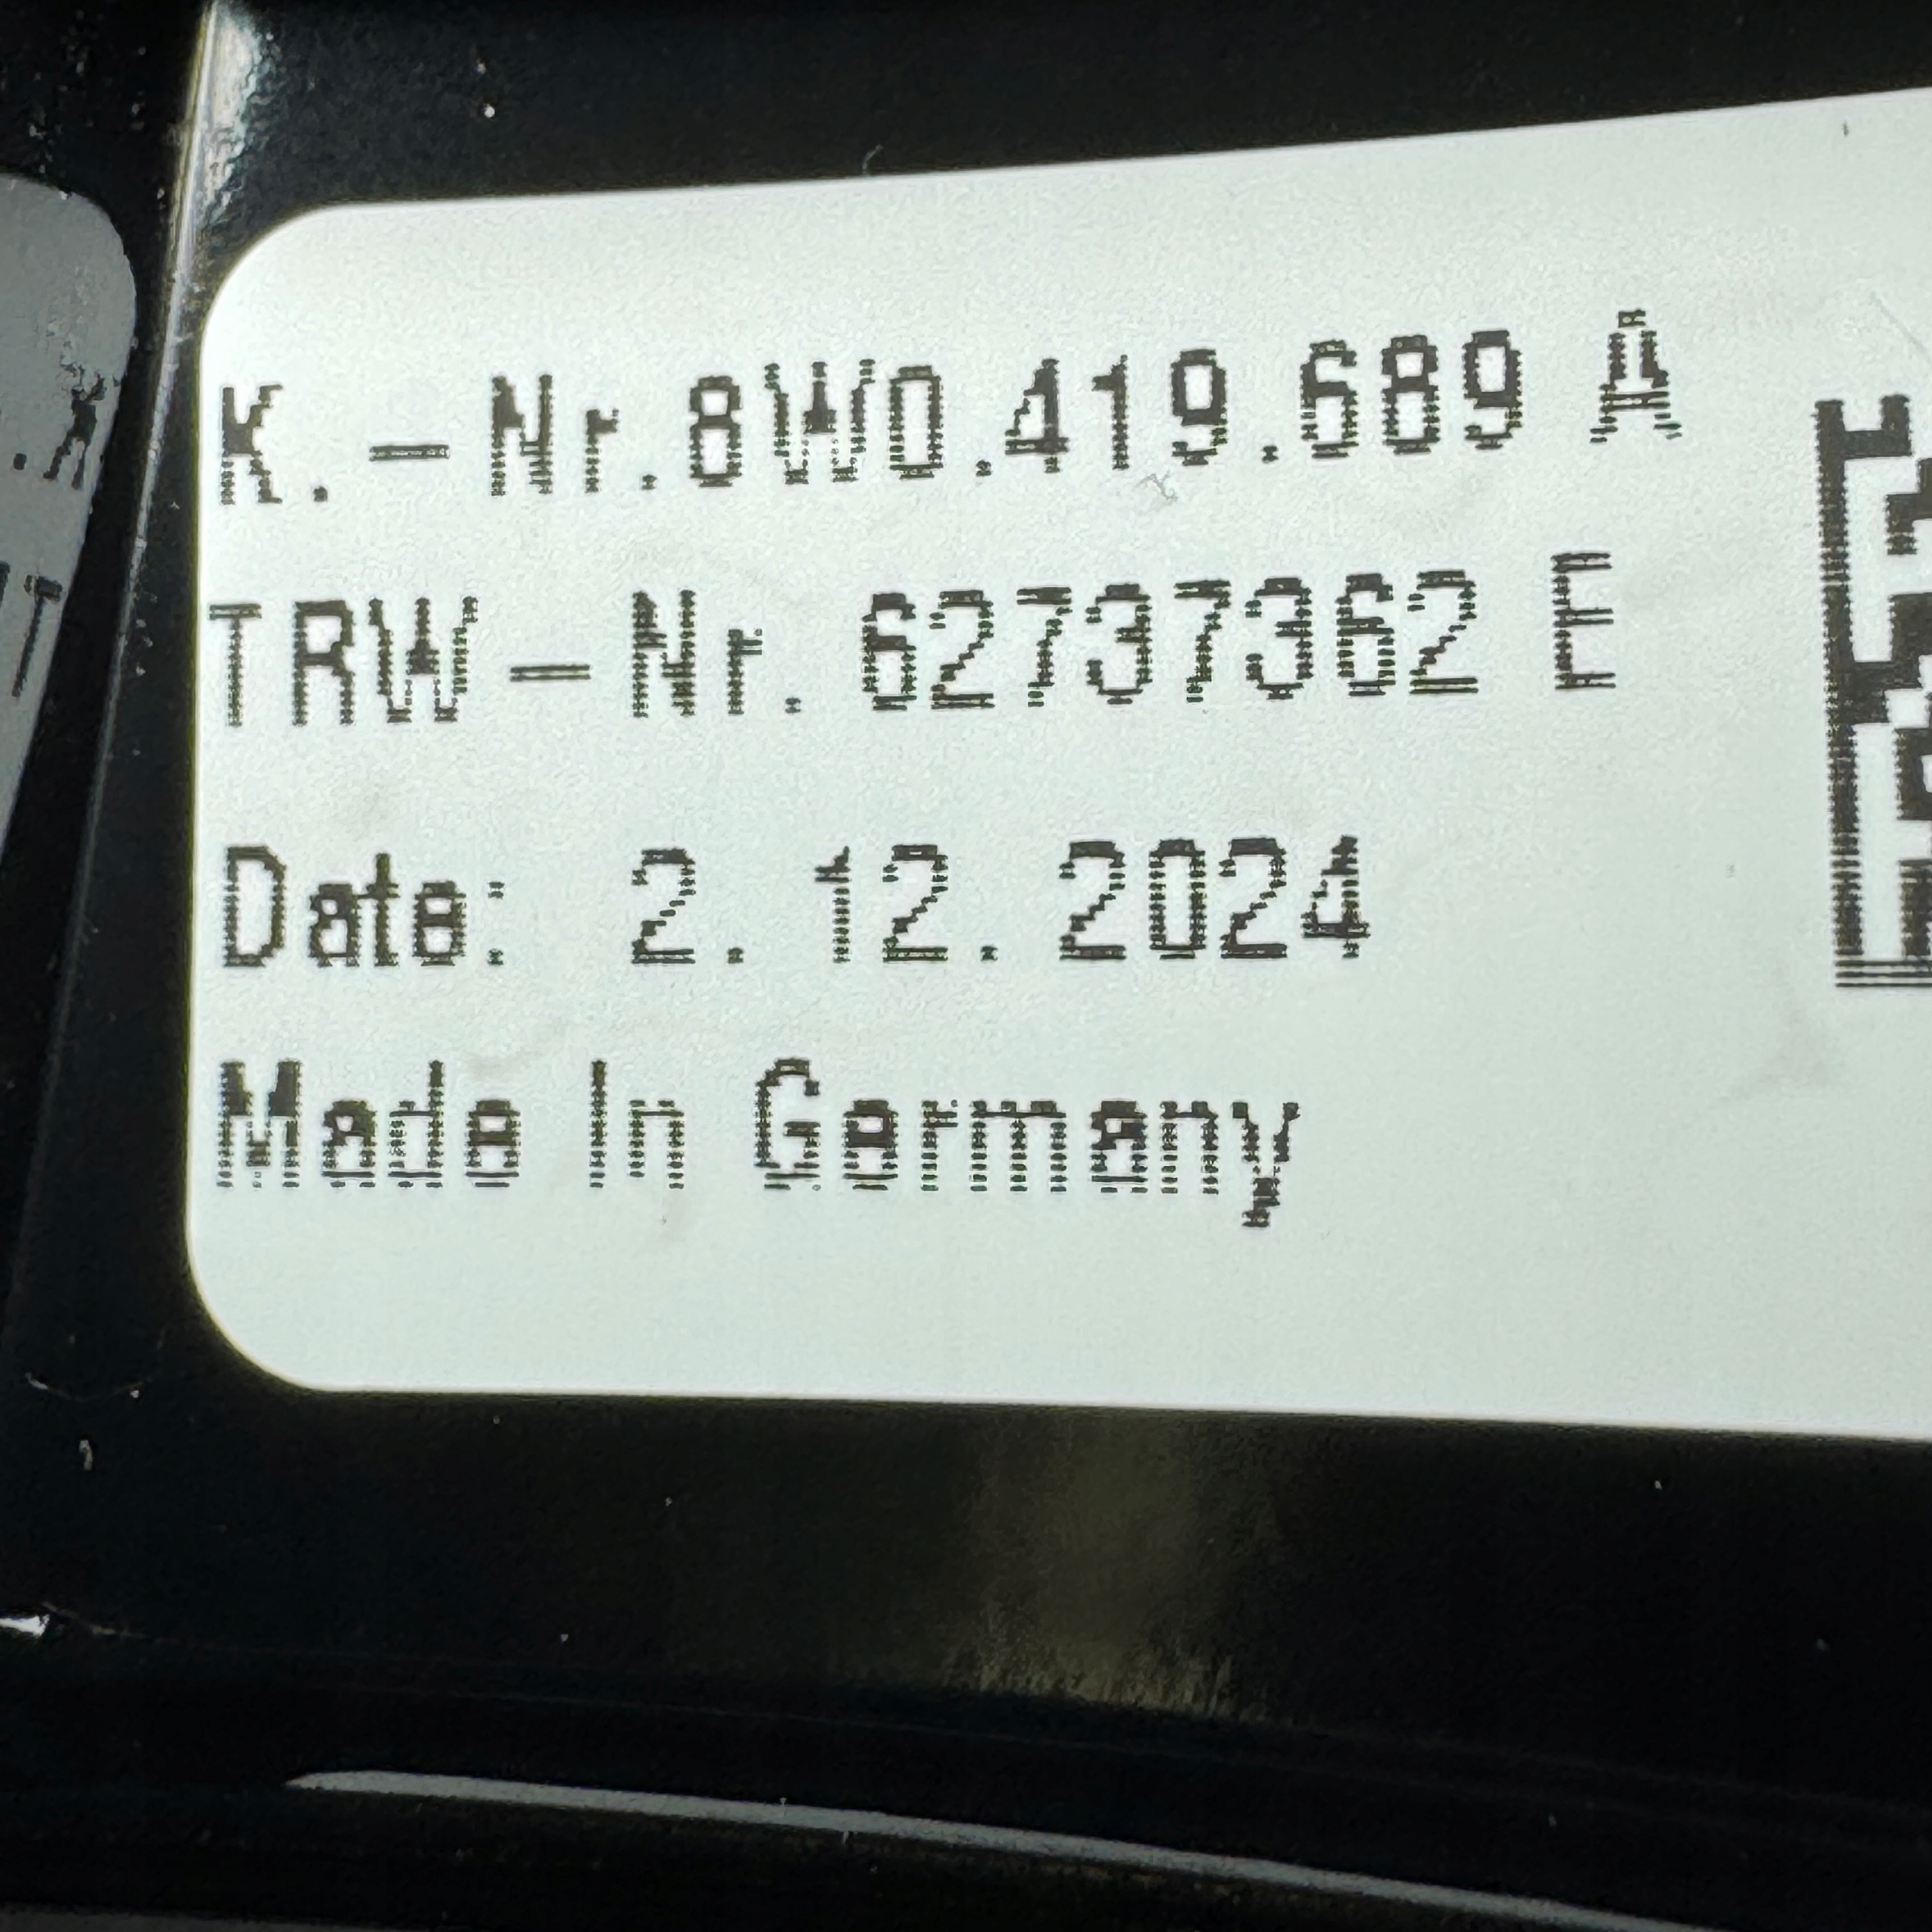 K.-Nr.8W0.419.689 A
TRW-Nr. 62737362 E
Date: 2.12.2024
Made In Germany